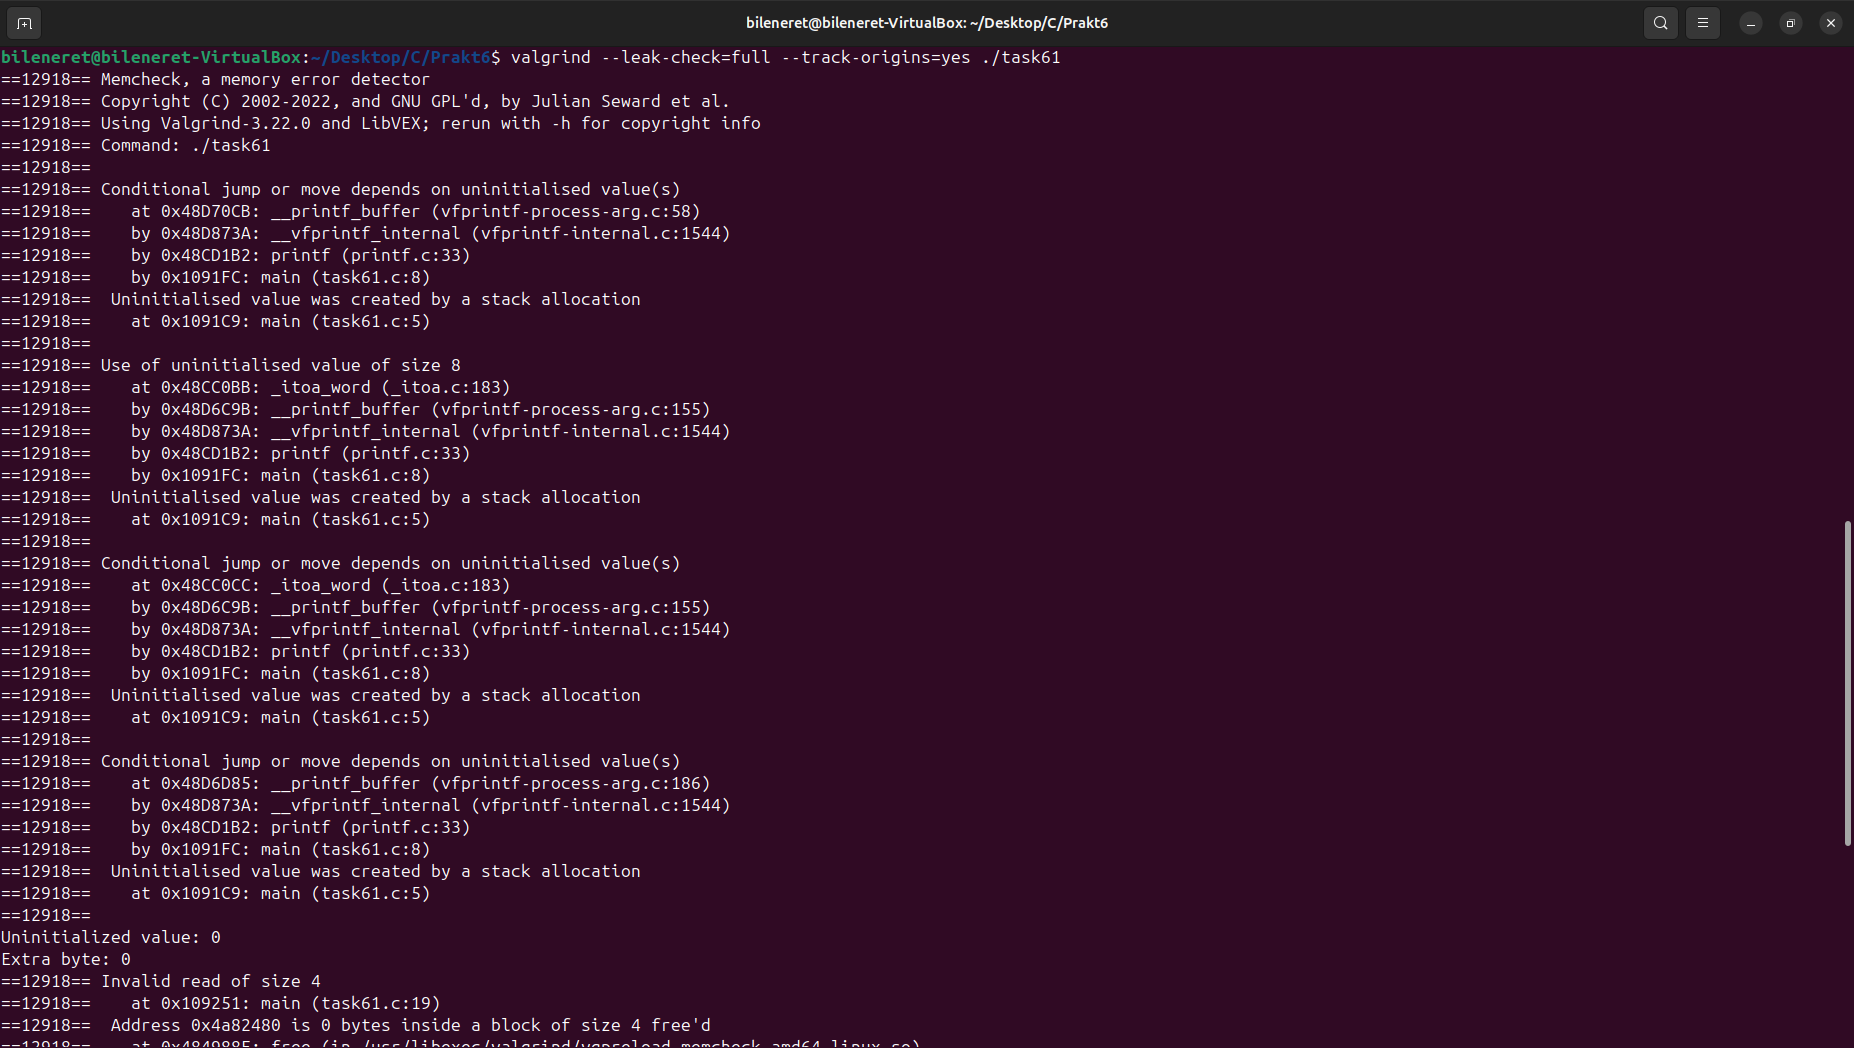 bileneret@bileneret-VirtualBox: ~/Desktop/C/Prakt6
bileneret@bileneret-VirtualBox:~/Desktop/C/Prakt6$ valgrind --leak-check=full --track-origins=yes ./task61
==12918== Memcheck, a memory error detector
==12918== Copyright (C) 2002-2022, and GNU GPL'd, by Julian Seward et al.
==12918== Using Valgrind-3.22.0 and LibVEX; rerun with -h for copyright info
==12918== Command: ./task61
==12918==
==12918== Conditional jump or move depends on uninitialised value(s)
==12918==    at 0x48D70CB: __printf_buffer (vfprintf-process-arg.c:58)
==12918==    by 0x48D873A: __vfprintf_internal (vfprintf-internal.c:1544)
==12918==    by 0x48CD1B2: printf (printf.c:33)
==12918==    by 0x1091FC: main (task61.c:8)
==12918==  Uninitialised value was created by a stack allocation
==12918==    at 0x1091C9: main (task61.c:5)
==12918==
==12918== Use of uninitialised value of size 8
==12918==    at 0x48CC0BB: _itoa_word (_itoa.c:183)
==12918==    by 0x48D6C9B: __printf_buffer (vfprintf-process-arg.c:155)
==12918==    by 0x48D873A: __vfprintf_internal (vfprintf-internal.c:1544)
==12918==    by 0x48CD1B2: printf (printf.c:33)
==12918==    by 0x1091FC: main (task61.c:8)
==12918==  Uninitialised value was created by a stack allocation
==12918==    at 0x1091C9: main (task61.c:5)
==12918==
==12918== Conditional jump or move depends on uninitialised value(s)
==12918==    at 0x48CC0CC: _itoa_word (_itoa.c:183)
==12918==    by 0x48D6C9B: __printf_buffer (vfprintf-process-arg.c:155)
==12918==    by 0x48D873A: __vfprintf_internal (vfprintf-internal.c:1544)
==12918==    by 0x48CD1B2: printf (printf.c:33)
==12918==    by 0x1091FC: main (task61.c:8)
==12918==  Uninitialised value was created by a stack allocation
==12918==    at 0x1091C9: main (task61.c:5)
==12918==
==12918== Conditional jump or move depends on uninitialised value(s)
==12918==    at 0x48D6D85: __printf_buffer (vfprintf-process-arg.c:186)
==12918==    by 0x48D873A: __vfprintf_internal (vfprintf-internal.c:1544)
==12918==    by 0x48CD1B2: printf (printf.c:33)
==12918==    by 0x1091FC: main (task61.c:8)
==12918==  Uninitialised value was created by a stack allocation
==12918==    at 0x1091C9: main (task61.c:5)
==12918==
Uninitialized value: 0
Extra byte: 0
==12918== Invalid read of size 4
==12918==    at 0x109251: main (task61.c:19)
==12918==  Address 0x4a82480 is 0 bytes inside a block of size 4 free'd
==12918==    at 0x484988F: free (in /usr/libexec/valgrind/vgpreload_memcheck-amd64-linux.so)